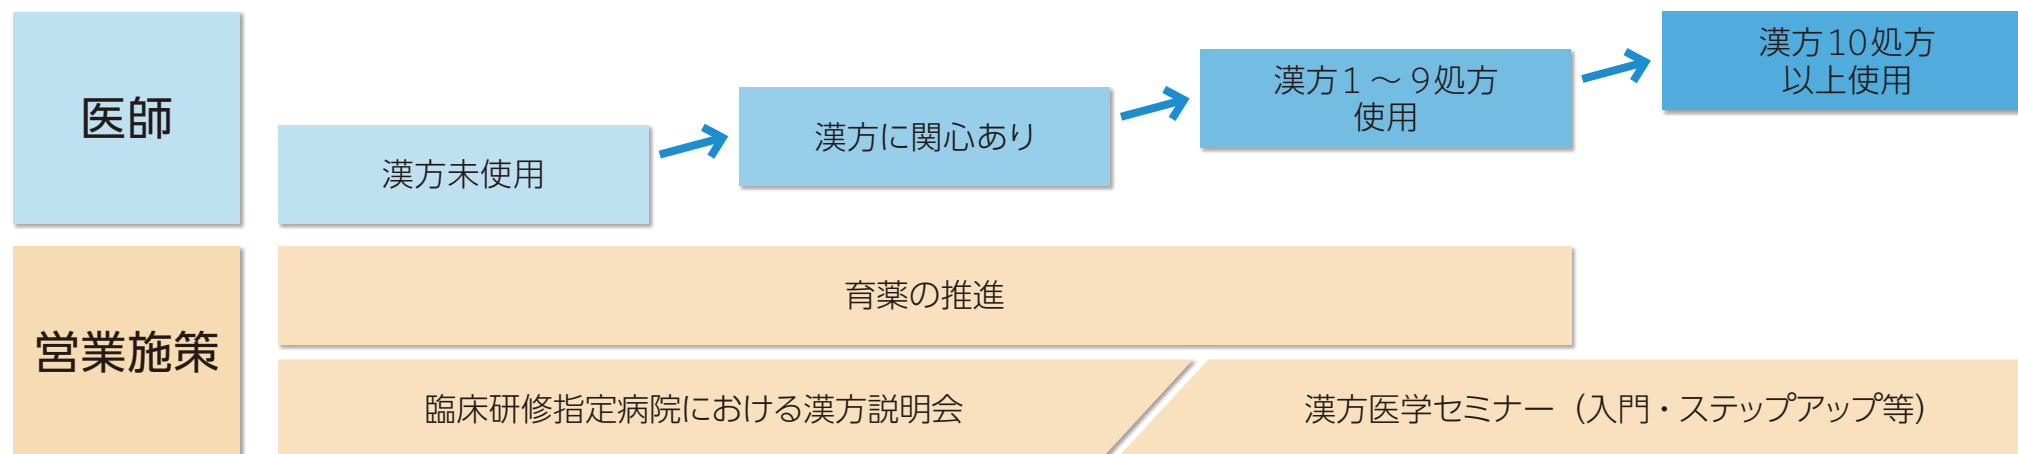 医師
漢方未使用
漢方に関心あり
漢方1～9処方
使用
漢方10処方
以上使用
営業施策
育薬の推進
臨床研修指定病院における漢方説明会
漢方医学セミナー（入門・ステップアップ等）